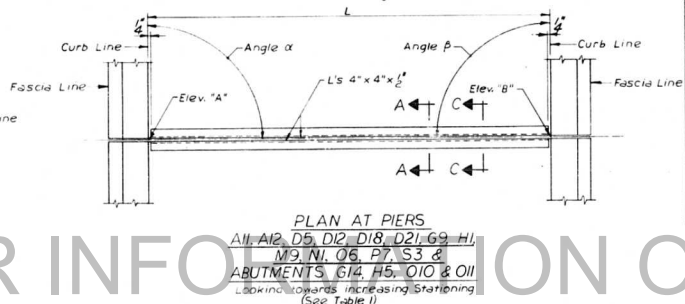 L
1/4"
1/4"
Curb Line
Angle α
Angle β
Curb Line
Fascia Line
L's 4" x 4" x 1/2"
Fascia Line
Elev. "A"
A
C
Elev. "B"
A
C
PLAN AT PIERS
A11, A12, D5, D12, D18, D21, G9, H1,
M9, N1, O6, P7, S3 &
ABUTMENTS G14, H5, O10 & O11
Looking towards increasing Stationing
(See Table 1)
R INFORMATION O